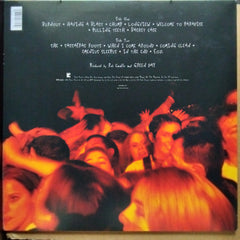 Side One
BURNOUT • HAVING A BLAST • CHUMP • LONGVIEW • WELCOME TO PARADISE
• PULLING TEETH • BASKET CASE
Side Two
SHE • SASSAFRAS ROOTS • WHEN I COME AROUND • COMING CLEAN •
EMENIUS SLEEPUS • IN THE END • F.O.D.
Produced by Rob Cavallo and GREEN DAY